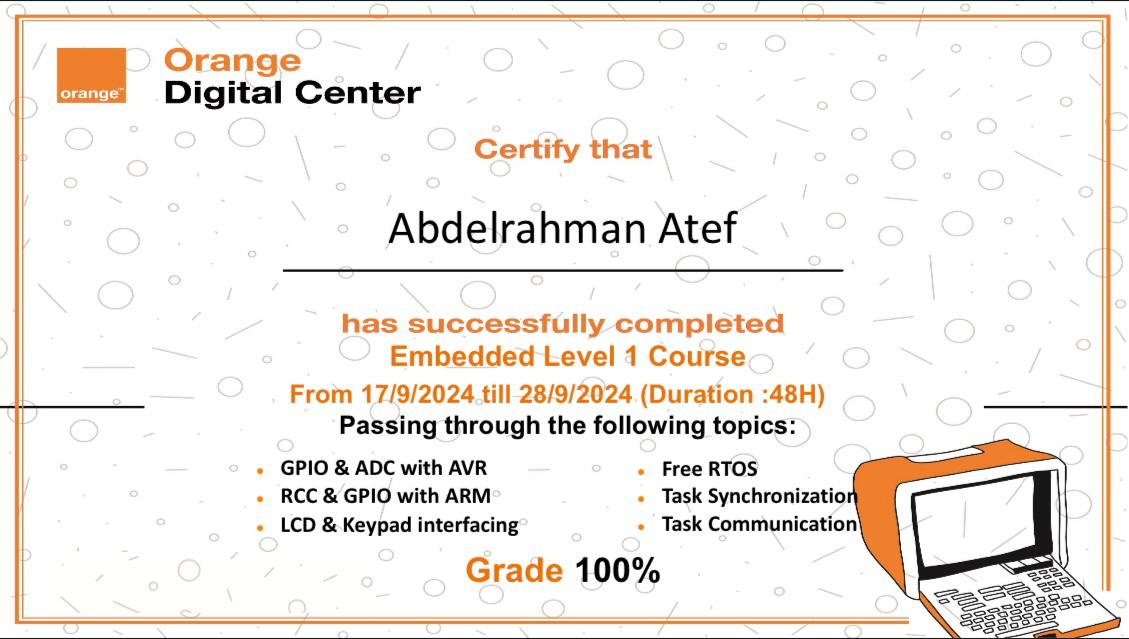 orange™
Orange
Digital Center
Certify that
Abdelrahman Atef
has successfully completed
Embedded Level 1 Course
From 17/9/2024 till 28/9/2024 (Duration :48H)
Passing through the following topics:
• GPIO & ADC with AVR
• RCC & GPIO with ARM
• LCD & Keypad interfacing
• Free RTOS
• Task Synchronization
• Task Communication
Grade 100%